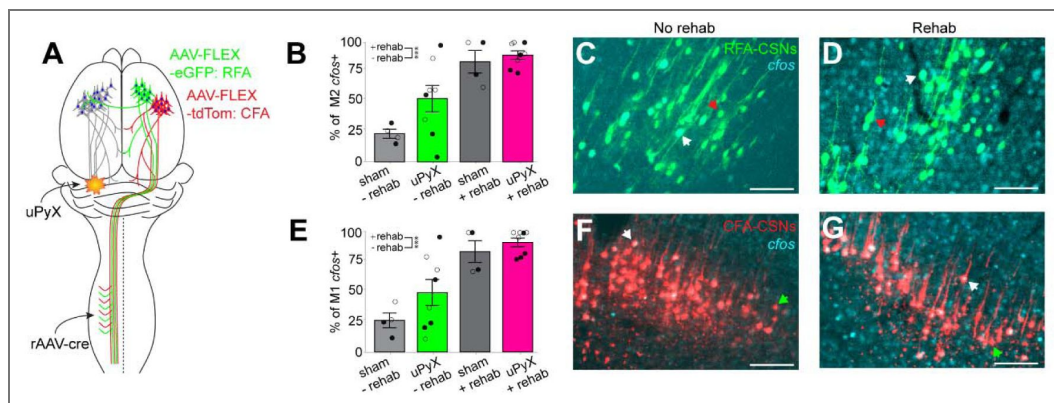 A
AAV-FLEX
-eGFP: RFA
AAV-FLEX
-tdTom: CFA
uPyX
rAAV-cre
B
% of M2 cfos+
100
75
50
25
0
+ rehab
- rehab
***
sham
- rehab
uPyX
- rehab
sham
+ rehab
uPyX
+ rehab
E
% of M1 cfos+
100
75
50
25
0
+ rehab
- rehab
***
sham
- rehab
uPyX
- rehab
sham
+ rehab
uPyX
+ rehab
No rehab
Rehab
C
RFA-CSNs
cfos
D
F
CFA-CSNs
cfos
G